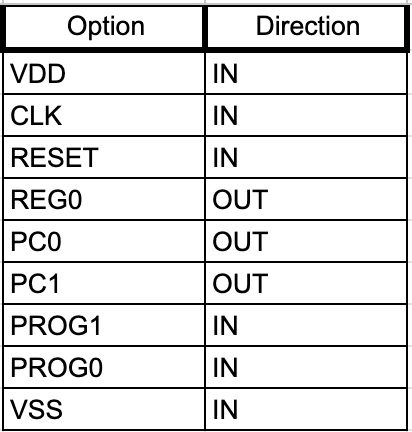 Option Direction
VDD IN
CLK IN
RESET IN
REG0 OUT
PC0 OUT
PC1 OUT
PROG1 IN
PROG0 IN
VSS IN